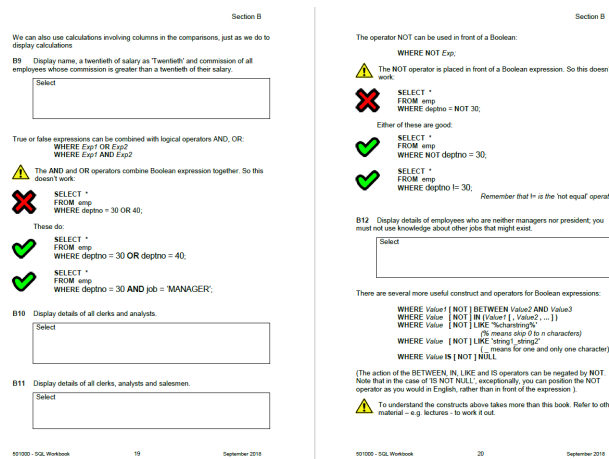 Section B
We can also use calculations involving columns in the comparisons, just as we do to
display calculations
B9 Display name, a twentieth of salary as 'Twentieth' and commission of all
employees whose commission is greater than a twentieth of their salary.
Select
True or false expressions can be combined with logical operators AND, OR:
WHERE Exp1 OR Exp2
WHERE Exp1 AND Exp2
The AND and OR operators combine Boolean expression together. So this
doesn't work:
SELECT *
FROM emp
WHERE deptno = 30 OR 40;
These do:
SELECT *
FROM emp
WHERE deptno = 30 OR deptno = 40;
SELECT *
FROM emp
WHERE deptno = 30 AND job = 'MANAGER';
B10 Display details of all clerks and analysts.
Select
B11 Display details of all clerks, analysts and salesmen.
Select
501000 - SQL Workbook 19 September 2018
Section B
The operator NOT can be used in front of a Boolean:
WHERE NOT Exp;
The NOT operator is placed in front of a Boolean expression. So this doesn
work:
SELECT *
FROM emp
WHERE deptno = NOT 30;
Either of these are good:
SELECT *
FROM emp
WHERE NOT deptno = 30;
SELECT *
FROM emp
WHERE deptno != 30;
Remember that != is the 'not equal' operat
B12 Display details of employees who are neither managers nor president; you
must not use knowledge about other jobs that might exist.
Select
There are several more useful construct and operators for Boolean expressions:
WHERE Value1 [ NOT ] BETWEEN Value2 AND Value3
WHERE Value [ NOT ] IN (Value1 [ , Value2 , ... ] )
WHERE Value [ NOT ] LIKE '%charstring%'
(% means skip 0 to n characters)
WHERE Value [ NOT ] LIKE 'string1_string2'
( _ means for one and only one character)
WHERE Value IS [ NOT ] NULL
(The action of the BETWEEN, IN, LIKE and IS operators can be negated by NOT.
Note that in the case of 'IS NOT NULL', exceptionally, you can position the NOT
operator as you would in English, rather than in front of the expression ).
To understand the constructs above takes more than this book. Refer to oth
material – e.g. lectures - to work it out.
501000 - SQL Workbook 20 September 2018